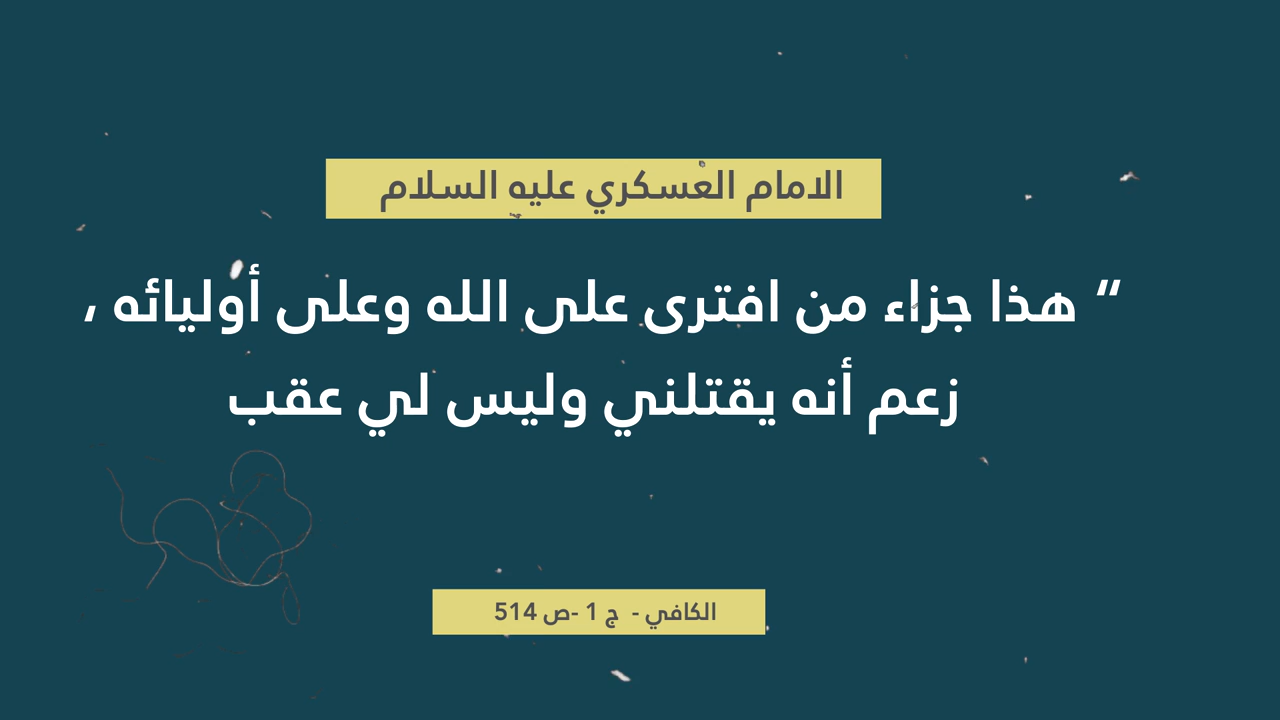 الامام العسكري عليه السلام
“ هذا جزاء من افترى على الله وعلى أوليائه ،
زعم أنه يقتلني وليس لي عقب
الكافي - ج 1 -ص 514